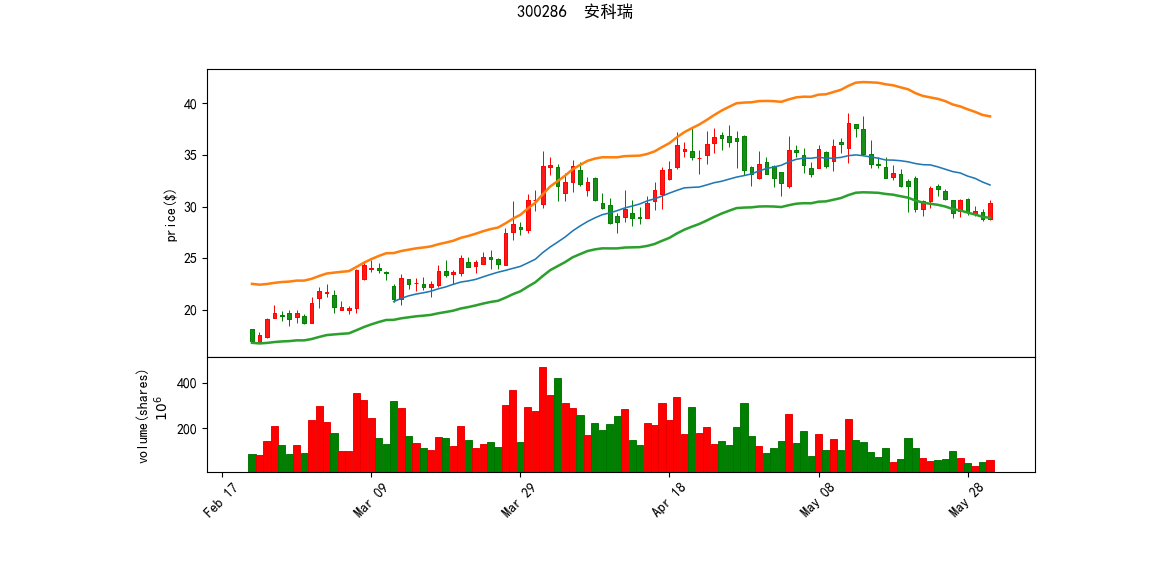 300286 安科瑞
price($)
40
35
30
25
20
volume(shares)
10^6
400
200
Feb 17
Mar 09
Mar 29
Apr 18
May 08
May 28